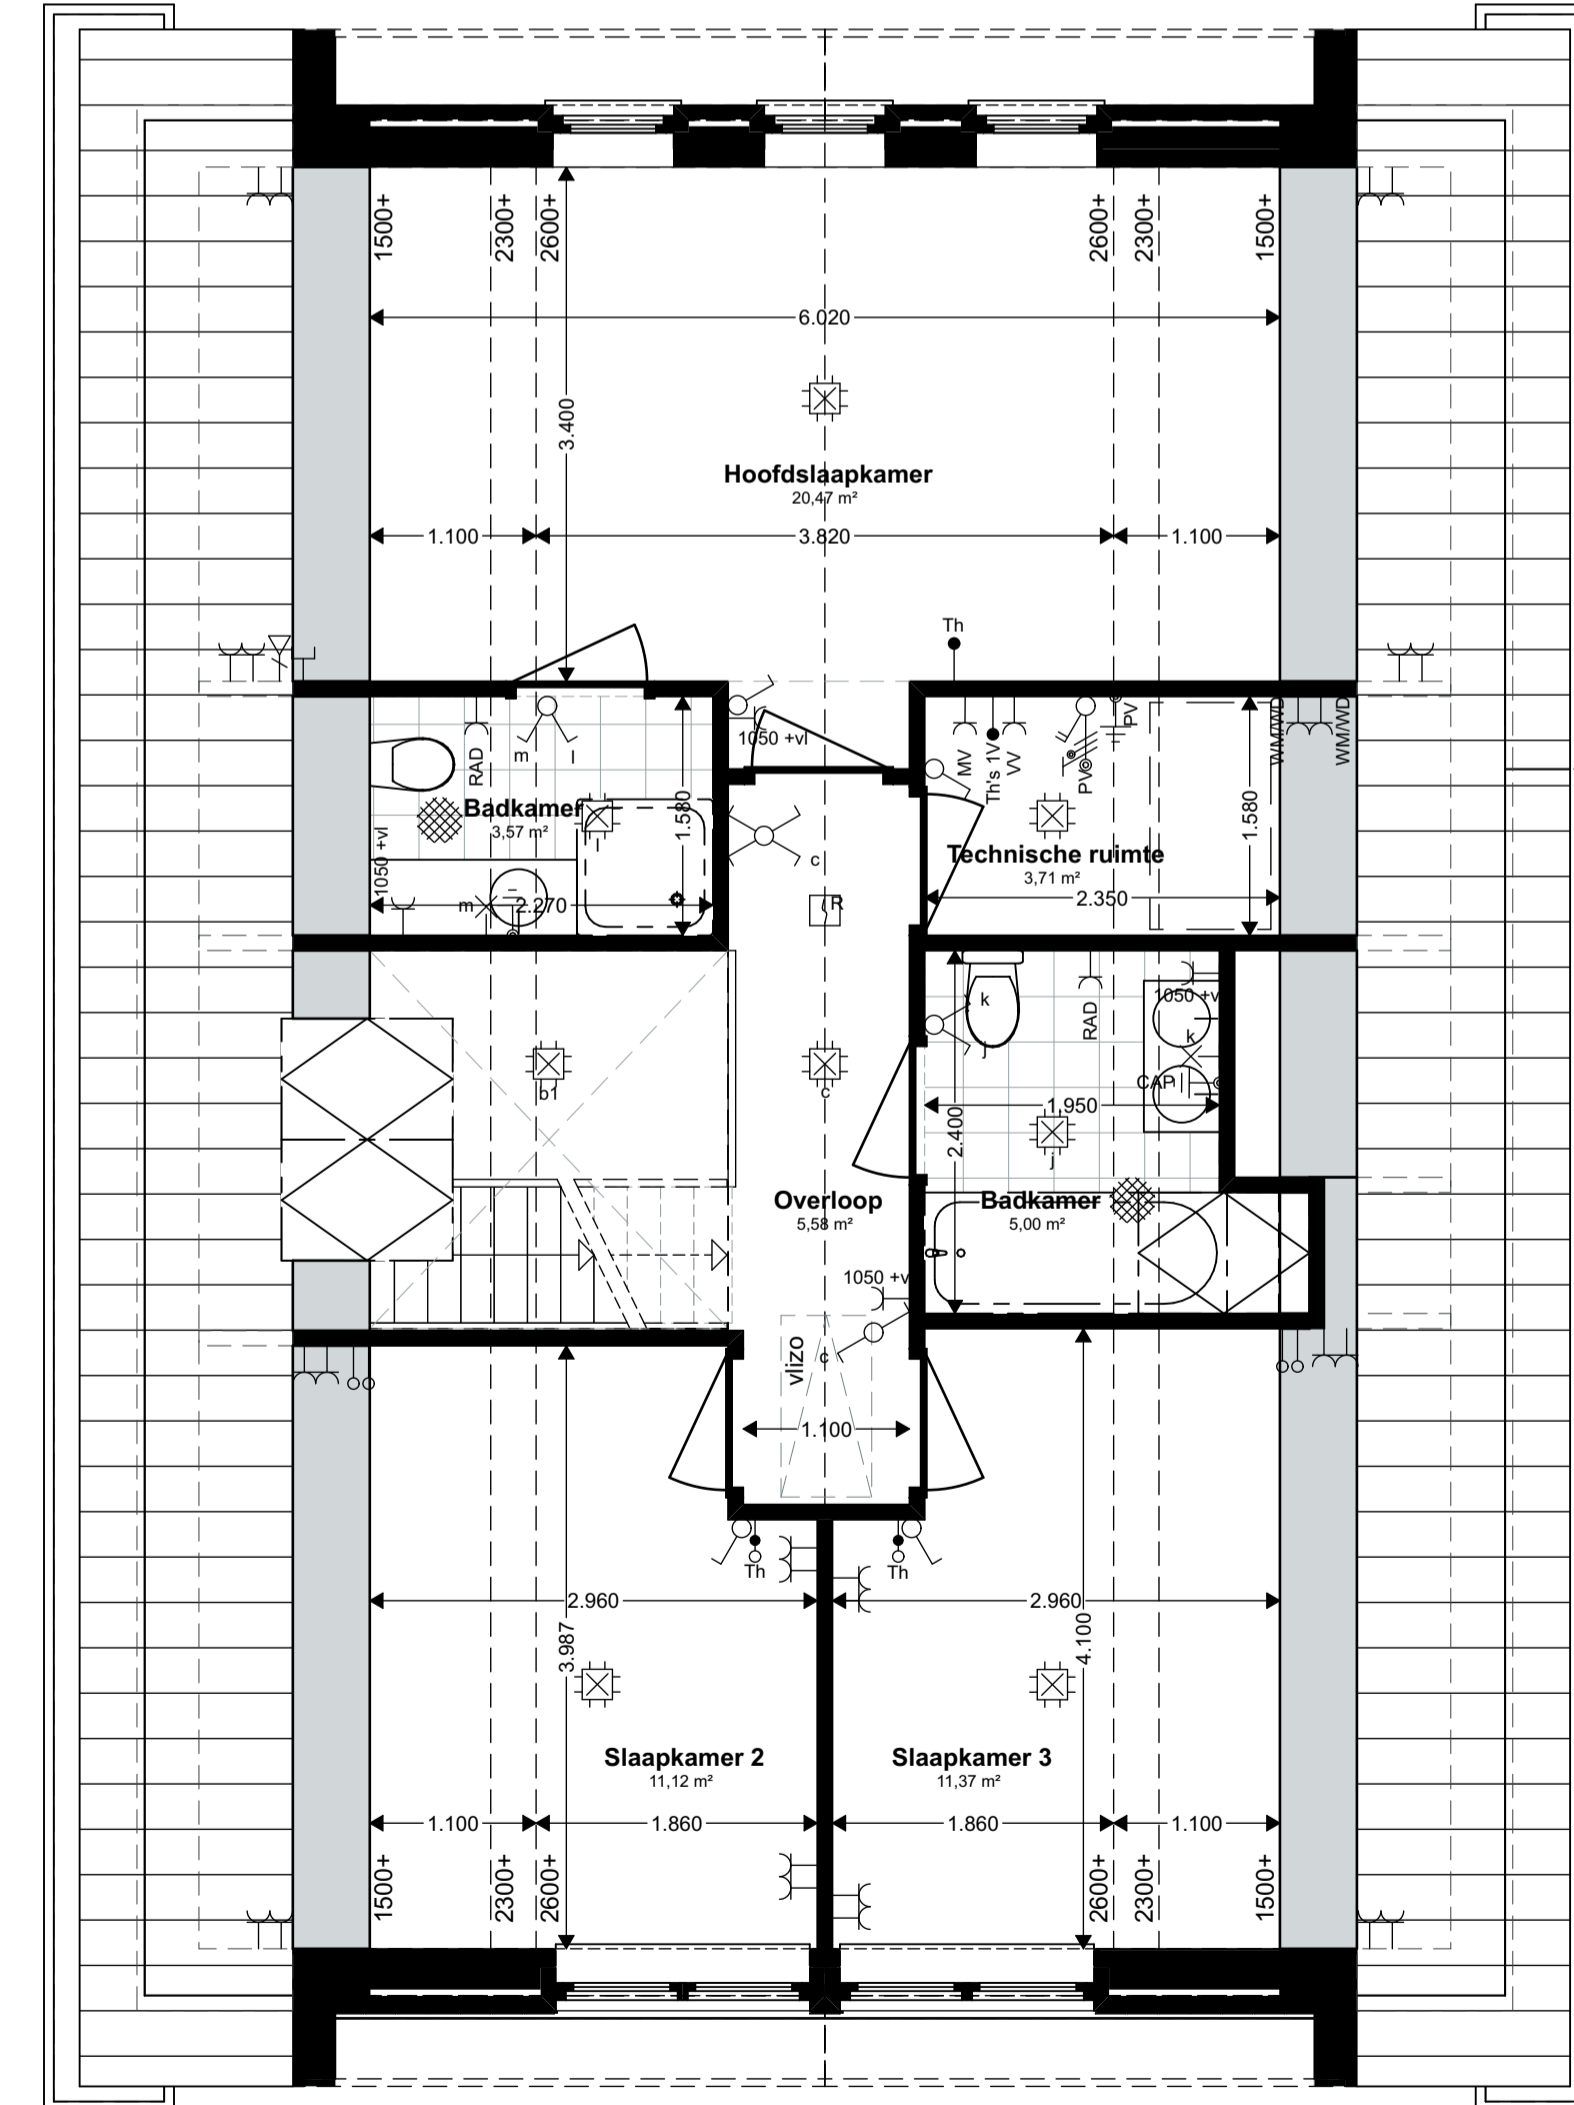 1500+
2300+
2600+
2600+
2300+
1500+
6.020
3.400
Hoofdslaapkamer
20,47 m²
1.100
3.820
1.100
Th
1050 +vl
RAD
m
l
MV
Th's 1V
VV
PV
PV
WM/WD
WM/WD
Badkamer
3,57 m²
l
1.580
1.580
1050 +vl
m
2.270
c
R
Technische ruimte
3,71 m²
2.350
k
j
RAD
1050 +v
k
CAP
b1
c
1.950
2.400
j
Overloop
5,58 m²
Badkamer
5,00 m²
1050 +v
vlizo
c
1.100
Th
Th
2.960
2.960
3.987
4.100
Slaapkamer 2
11,12 m²
Slaapkamer 3
11,37 m²
1.100
1.860
1.860
1.100
1500+
2300+
2600+
2600+
2300+
1500+